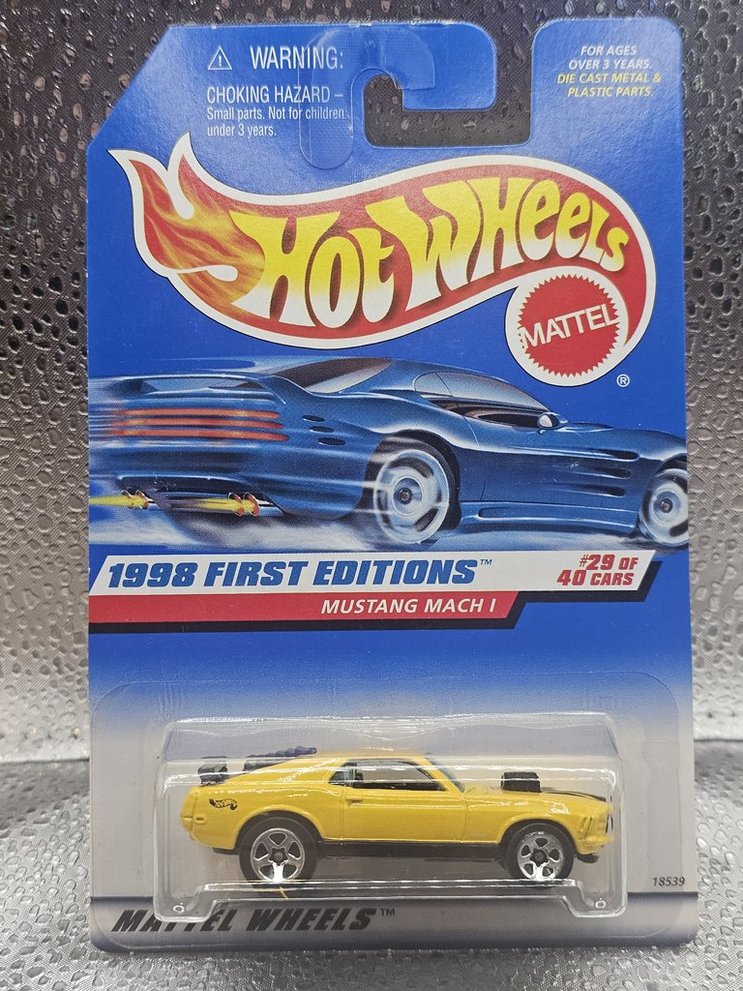 ⚠ WARNING:
CHOKING HAZARD –
Small parts. Not for children
under 3 years.
FOR AGES
OVER 3 YEARS.
DIE CAST METAL &
PLASTIC PARTS.
Hot Wheels
MATTEL
®
1998 FIRST EDITIONS™
#29 OF
40 CARS
MUSTANG MACH I
18539
MATTEL WHEELS™